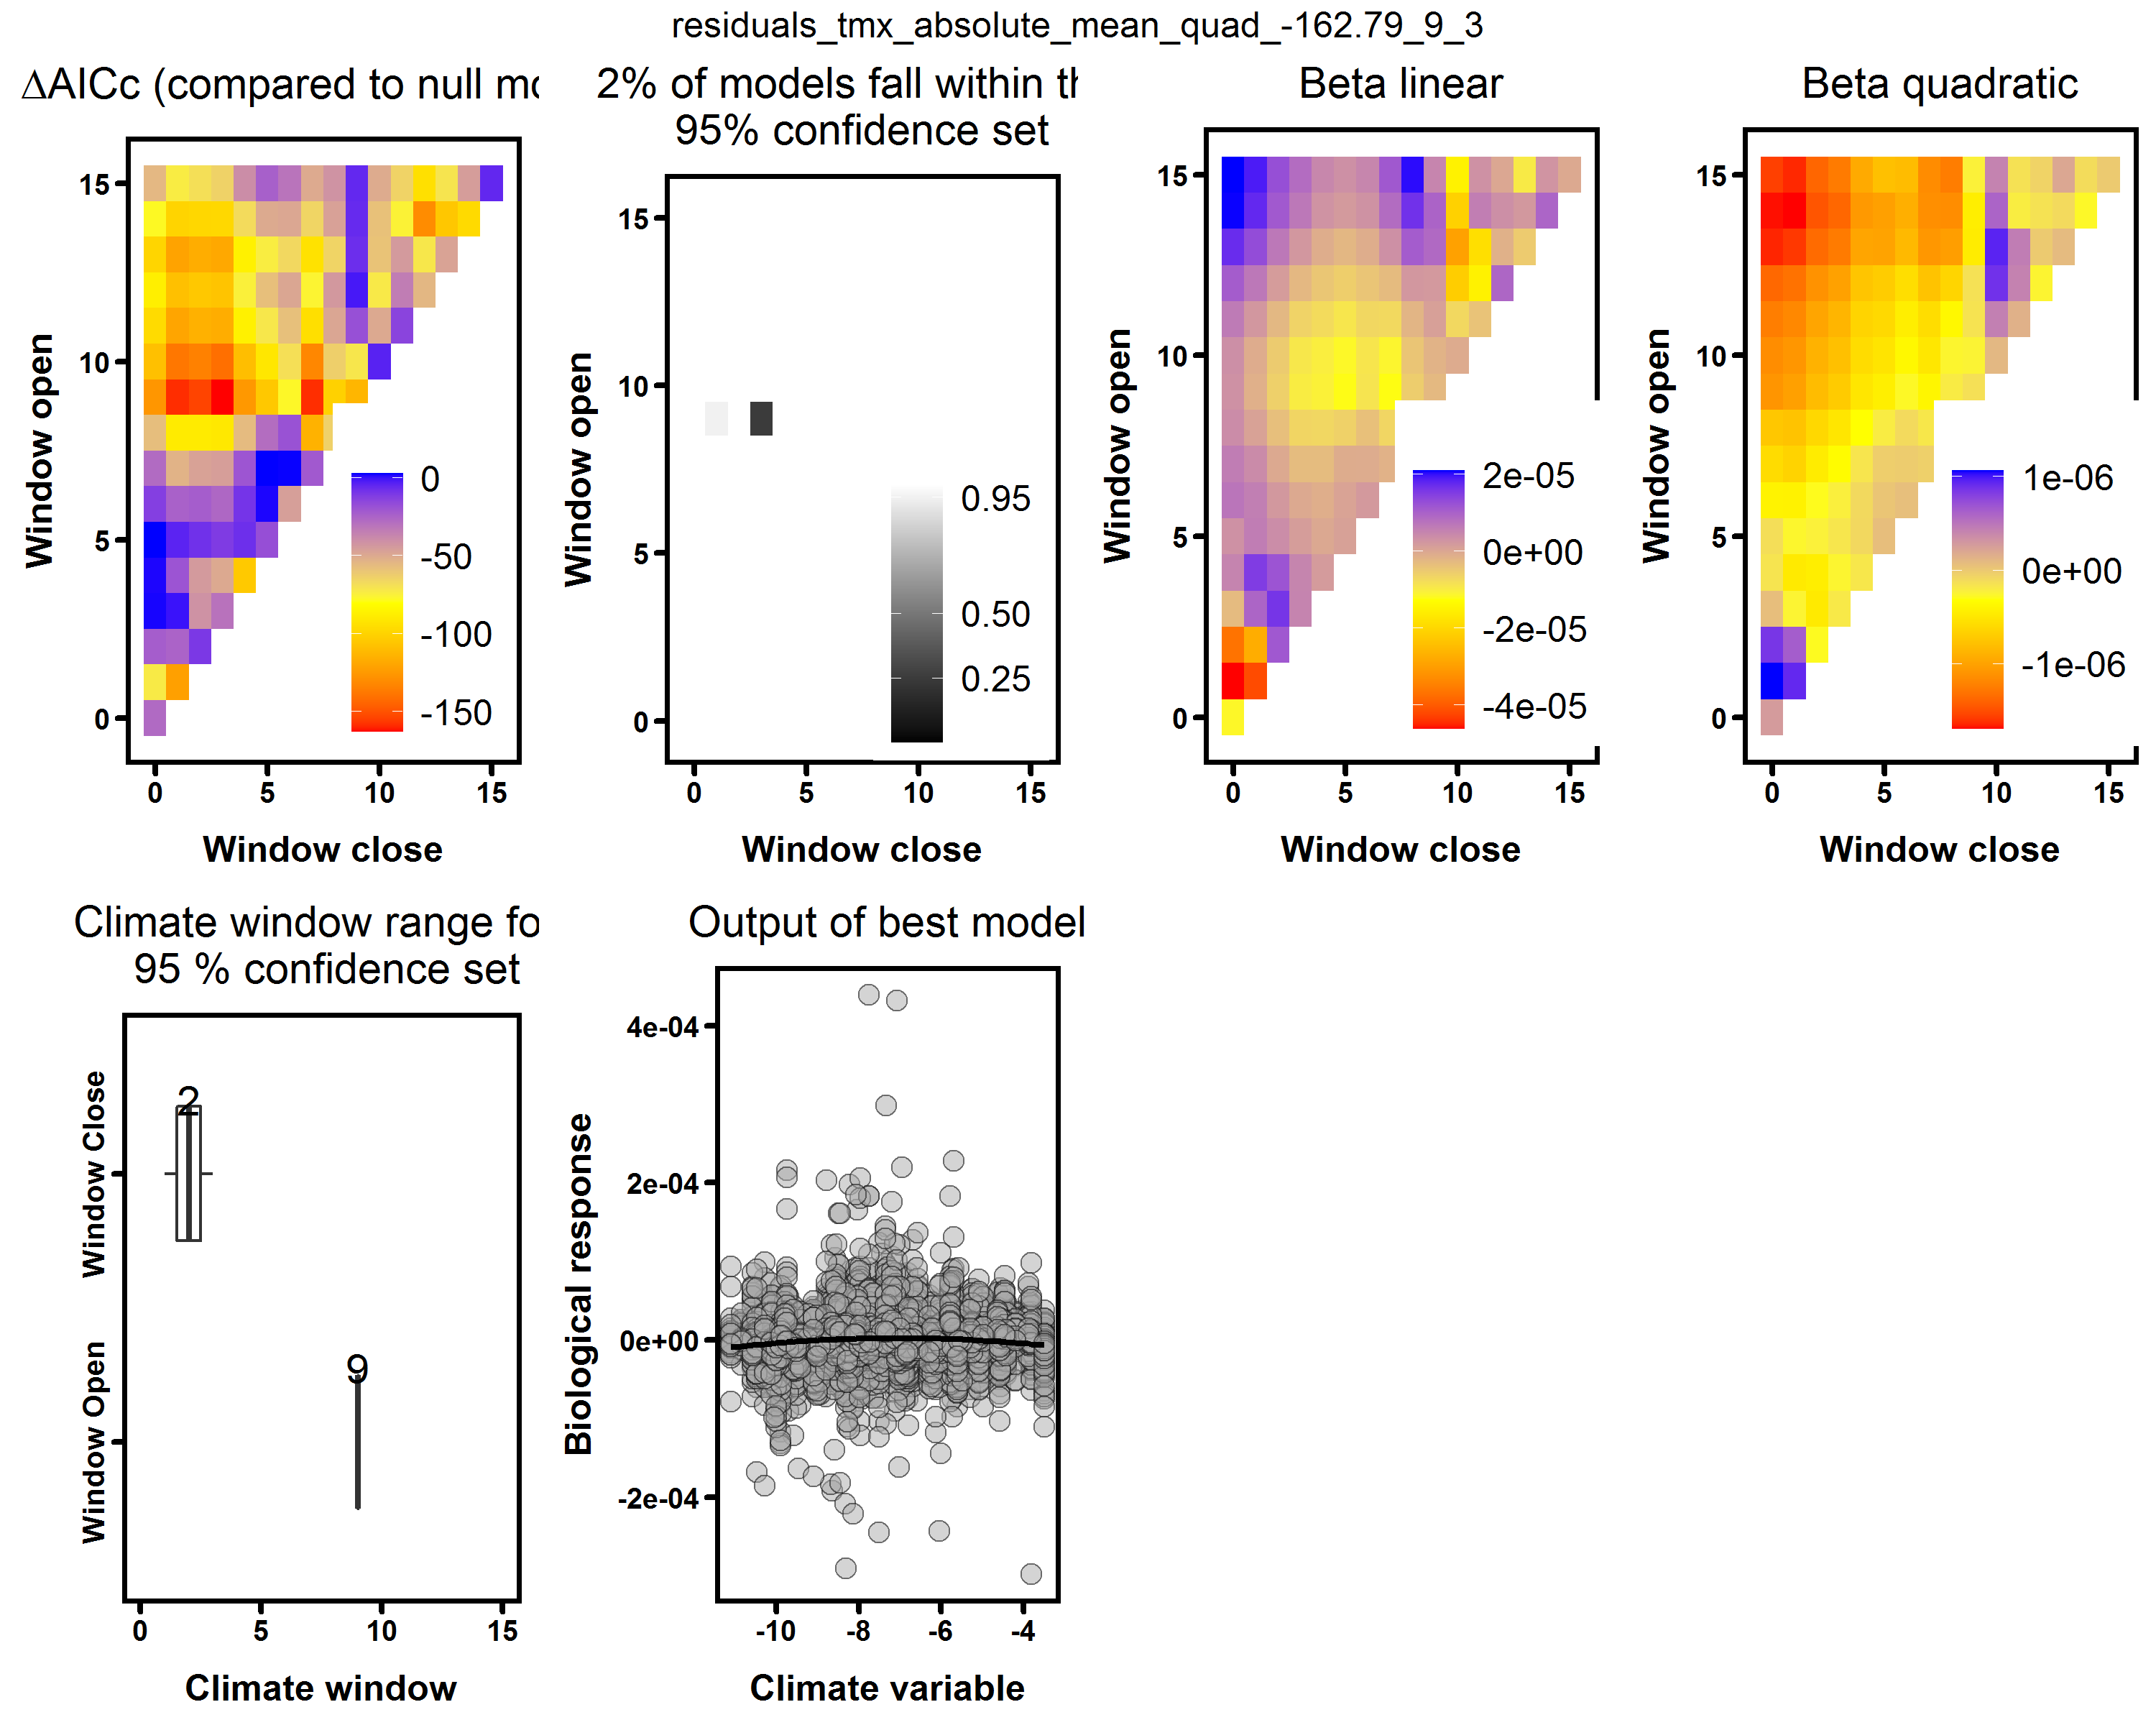 residuals_tmx_absolute_mean_quad_-162.79_9_3
ΔAICc (compared to null mo
Window open
15
10
5
0
0
-50
-100
-150
0 5 10 15
Window close
2% of models fall within th
95% confidence set
Window open
15
10
5
0
0.95
0.50
0.25
0 5 10 15
Window close
Beta linear
Window open
15
10
5
0
2e-05
0e+00
-2e-05
-4e-05
0 5 10 15
Window close
Beta quadratic
Window open
15
10
5
0
1e-06
0e+00
-1e-06
0 5 10 15
Window close
Climate window range fo
95 % confidence set
Window Close
Window Open
2
9
0 5 10 15
Climate window
Output of best model
Biological response
4e-04
2e-04
0e+00
-2e-04
-10 -8 -6 -4
Climate variable